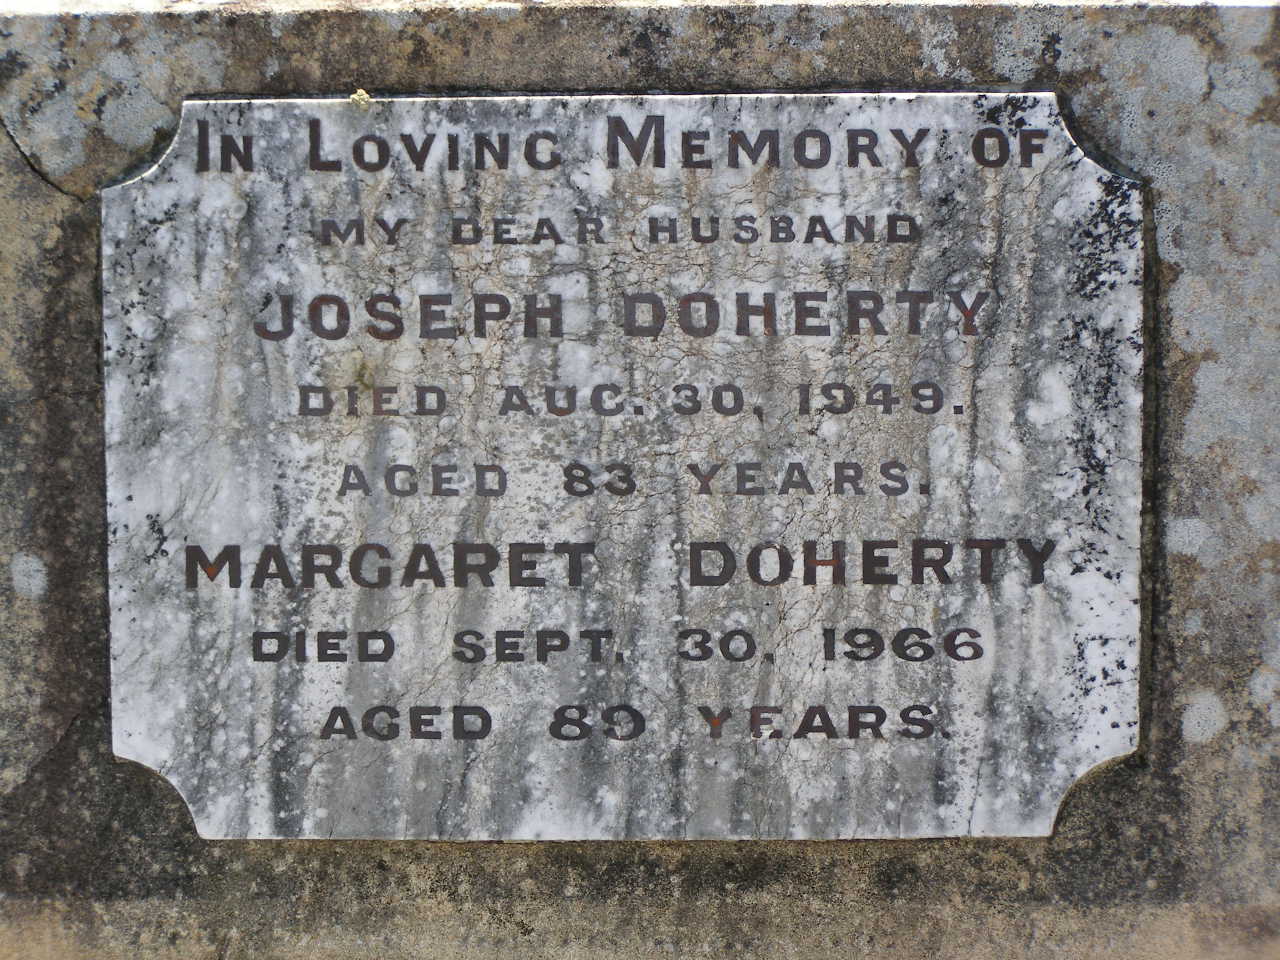 IN LOVING MEMORY OF
MY DEAR HUSBAND
JOSEPH DOHERTY
DIED AUG. 30, 1949.
AGED 83 YEARS.
MARGARET DOHERTY
DIED SEPT. 30, 1966
AGED 89 YEARS.